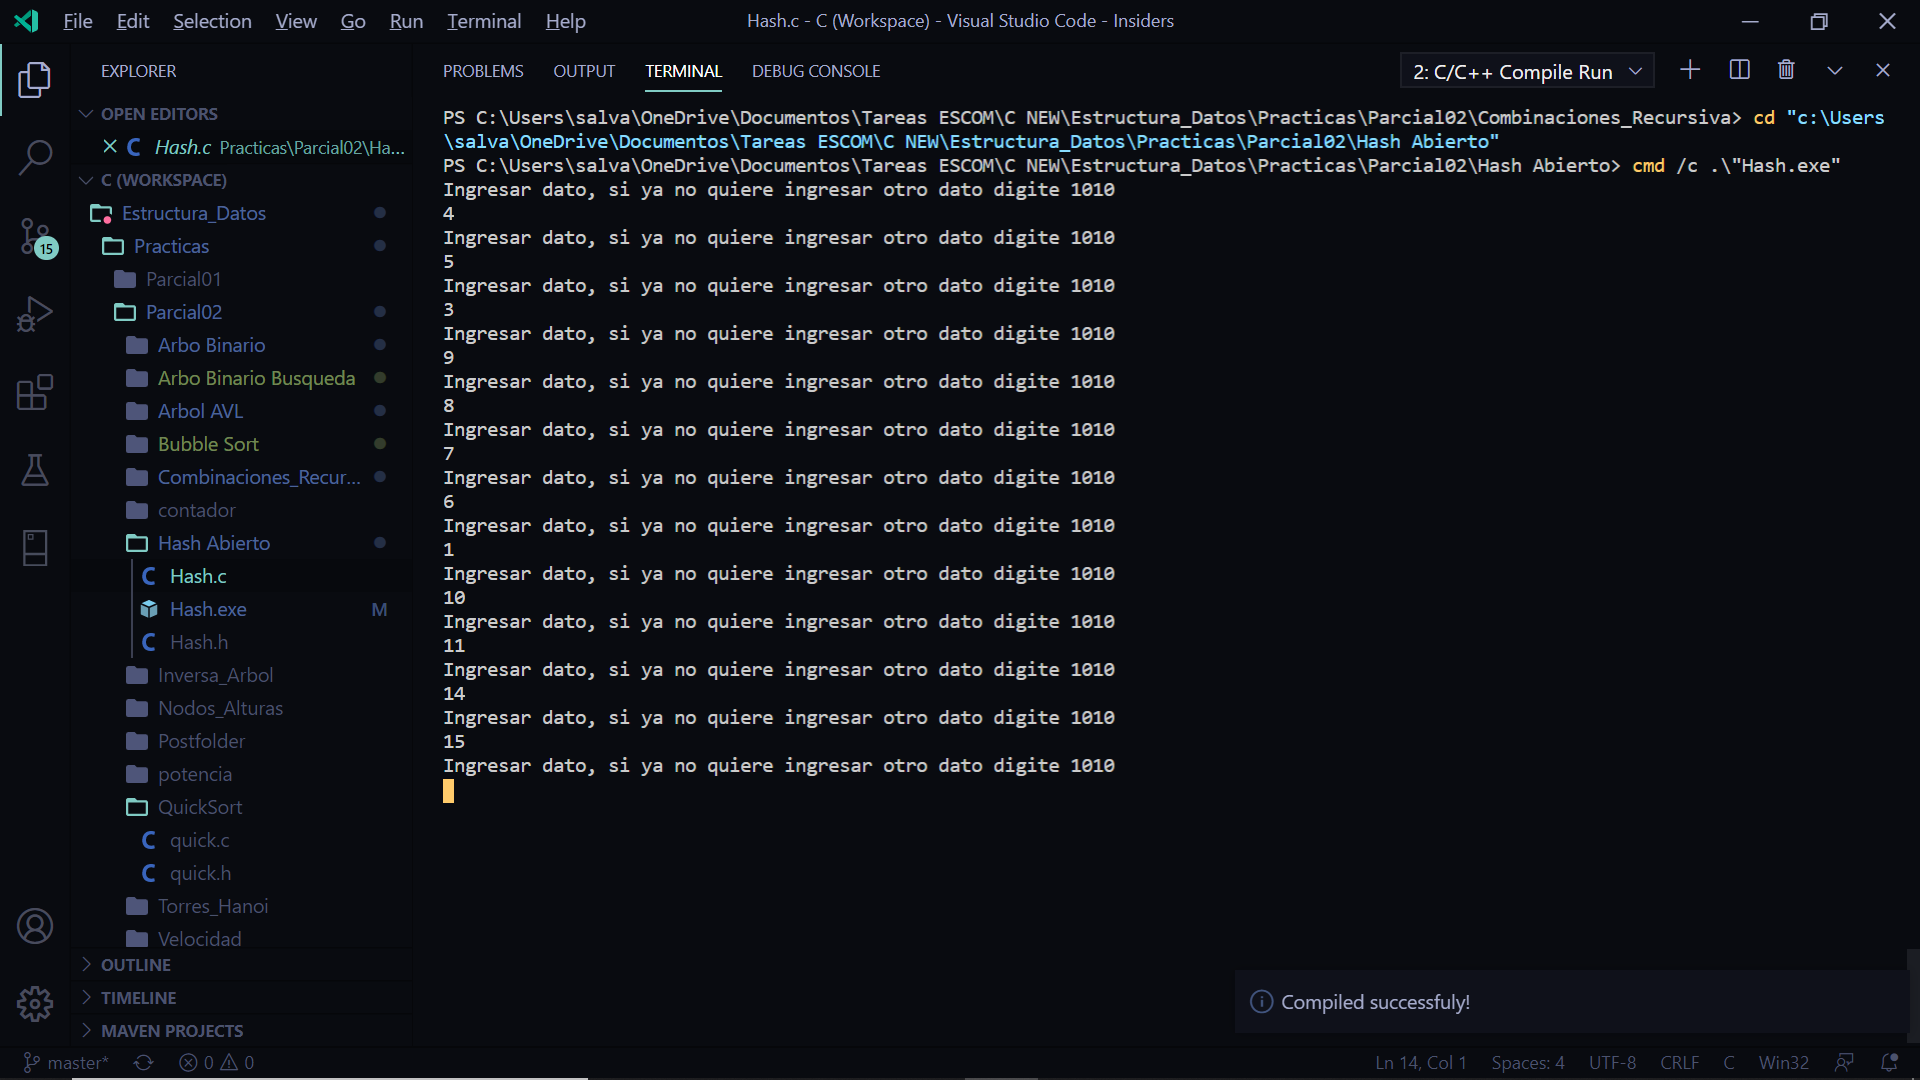 File Edit Selection View Go Run Terminal Help
Hash.c - C (Workspace) - Visual Studio Code - Insiders
EXPLORER
OPEN EDITORS
Hash.c Practicas\Parcial02\Ha...
C (WORKSPACE)
Estructura_Datos
Practicas
Parcial01
Parcial02
Arbo Binario
Arbo Binario Busqueda
Arbol AVL
Bubble Sort
Combinaciones_Recur...
contador
Hash Abierto
C Hash.c
Hash.exe M
C Hash.h
Inversa_Arbol
Nodos_Alturas
Postfolder
potencia
QuickSort
C quick.c
C quick.h
Torres_Hanoi
Velocidad
OUTLINE
TIMELINE
MAVEN PROJECTS
15
PROBLEMS OUTPUT TERMINAL DEBUG CONSOLE
2: C/C++ Compile Run
PS C:\Users\salva\OneDrive\Documentos\Tareas ESCOM\C NEW\Estructura_Datos\Practicas\Parcial02\Combinaciones_Recursiva> cd "c:\Users
\salva\OneDrive\Documentos\Tareas ESCOM\C NEW\Estructura_Datos\Practicas\Parcial02\Hash Abierto"
PS C:\Users\salva\OneDrive\Documentos\Tareas ESCOM\C NEW\Estructura_Datos\Practicas\Parcial02\Hash Abierto> cmd /c .\"Hash.exe"
Ingresar dato, si ya no quiere ingresar otro dato digite 1010
4
Ingresar dato, si ya no quiere ingresar otro dato digite 1010
5
Ingresar dato, si ya no quiere ingresar otro dato digite 1010
3
Ingresar dato, si ya no quiere ingresar otro dato digite 1010
9
Ingresar dato, si ya no quiere ingresar otro dato digite 1010
8
Ingresar dato, si ya no quiere ingresar otro dato digite 1010
7
Ingresar dato, si ya no quiere ingresar otro dato digite 1010
6
Ingresar dato, si ya no quiere ingresar otro dato digite 1010
1
Ingresar dato, si ya no quiere ingresar otro dato digite 1010
10
Ingresar dato, si ya no quiere ingresar otro dato digite 1010
11
Ingresar dato, si ya no quiere ingresar otro dato digite 1010
14
Ingresar dato, si ya no quiere ingresar otro dato digite 1010
15
Ingresar dato, si ya no quiere ingresar otro dato digite 1010
Compiled successfuly!
master* 0 0
Ln 14, Col 1 Spaces: 4 UTF-8 CRLF C Win32